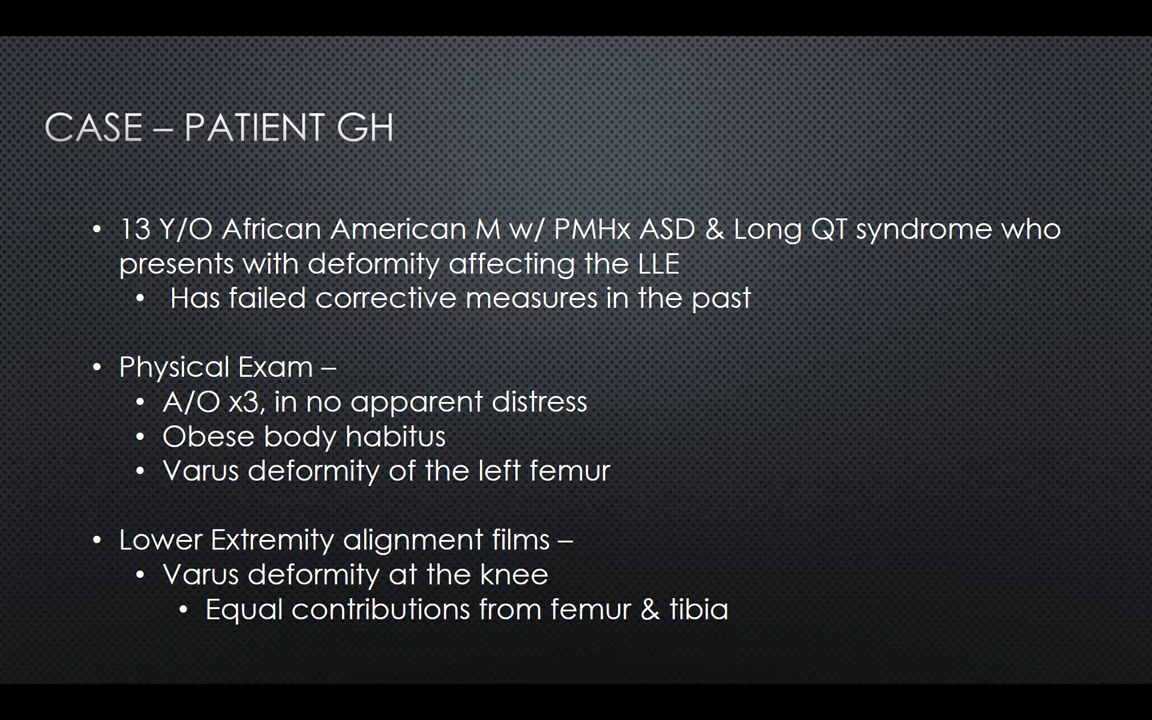 CASE – PATIENT GH
• 13 Y/O African American M w/ PMHx ASD & Long QT syndrome who
presents with deformity affecting the LLE
• Has failed corrective measures in the past
• Physical Exam –
• A/O x3, in no apparent distress
• Obese body habitus
• Varus deformity of the left femur
• Lower Extremity alignment films –
• Varus deformity at the knee
• Equal contributions from femur & tibia